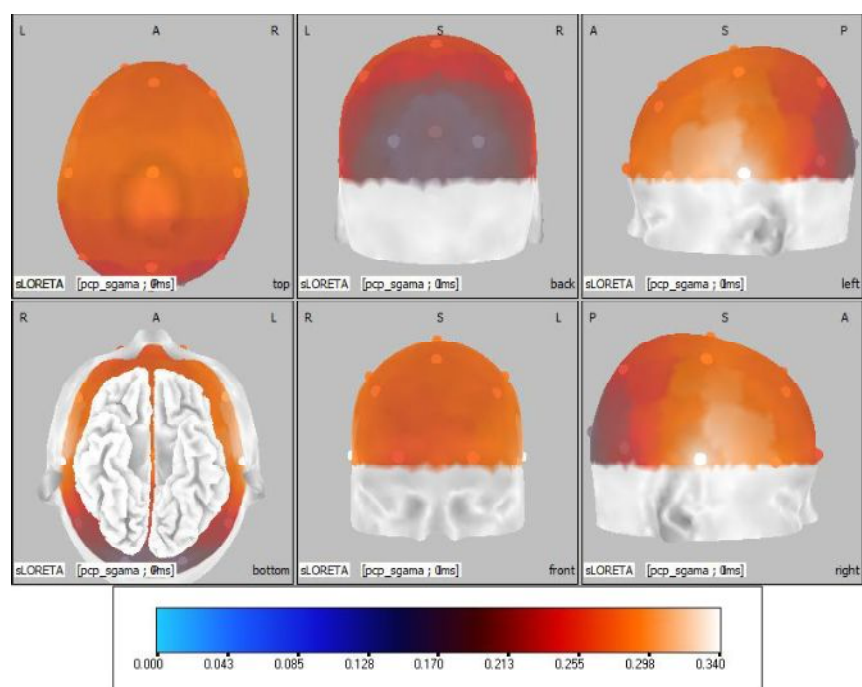 L A R
sLORETA [pcp_sgama ; 0ms] top
L S R
sLORETA [pcp_sgama ; 0ms] back
A S P
sLORETA [pcp_sgama ; 0ms] left
R A L
sLORETA [pcp_sgama ; 0ms] bottom
R S L
sLORETA [pcp_sgama ; 0ms] front
P S A
sLORETA [pcp_sgama ; 0ms] right
0.000 0.043 0.085 0.128 0.170 0.213 0.255 0.298 0.340